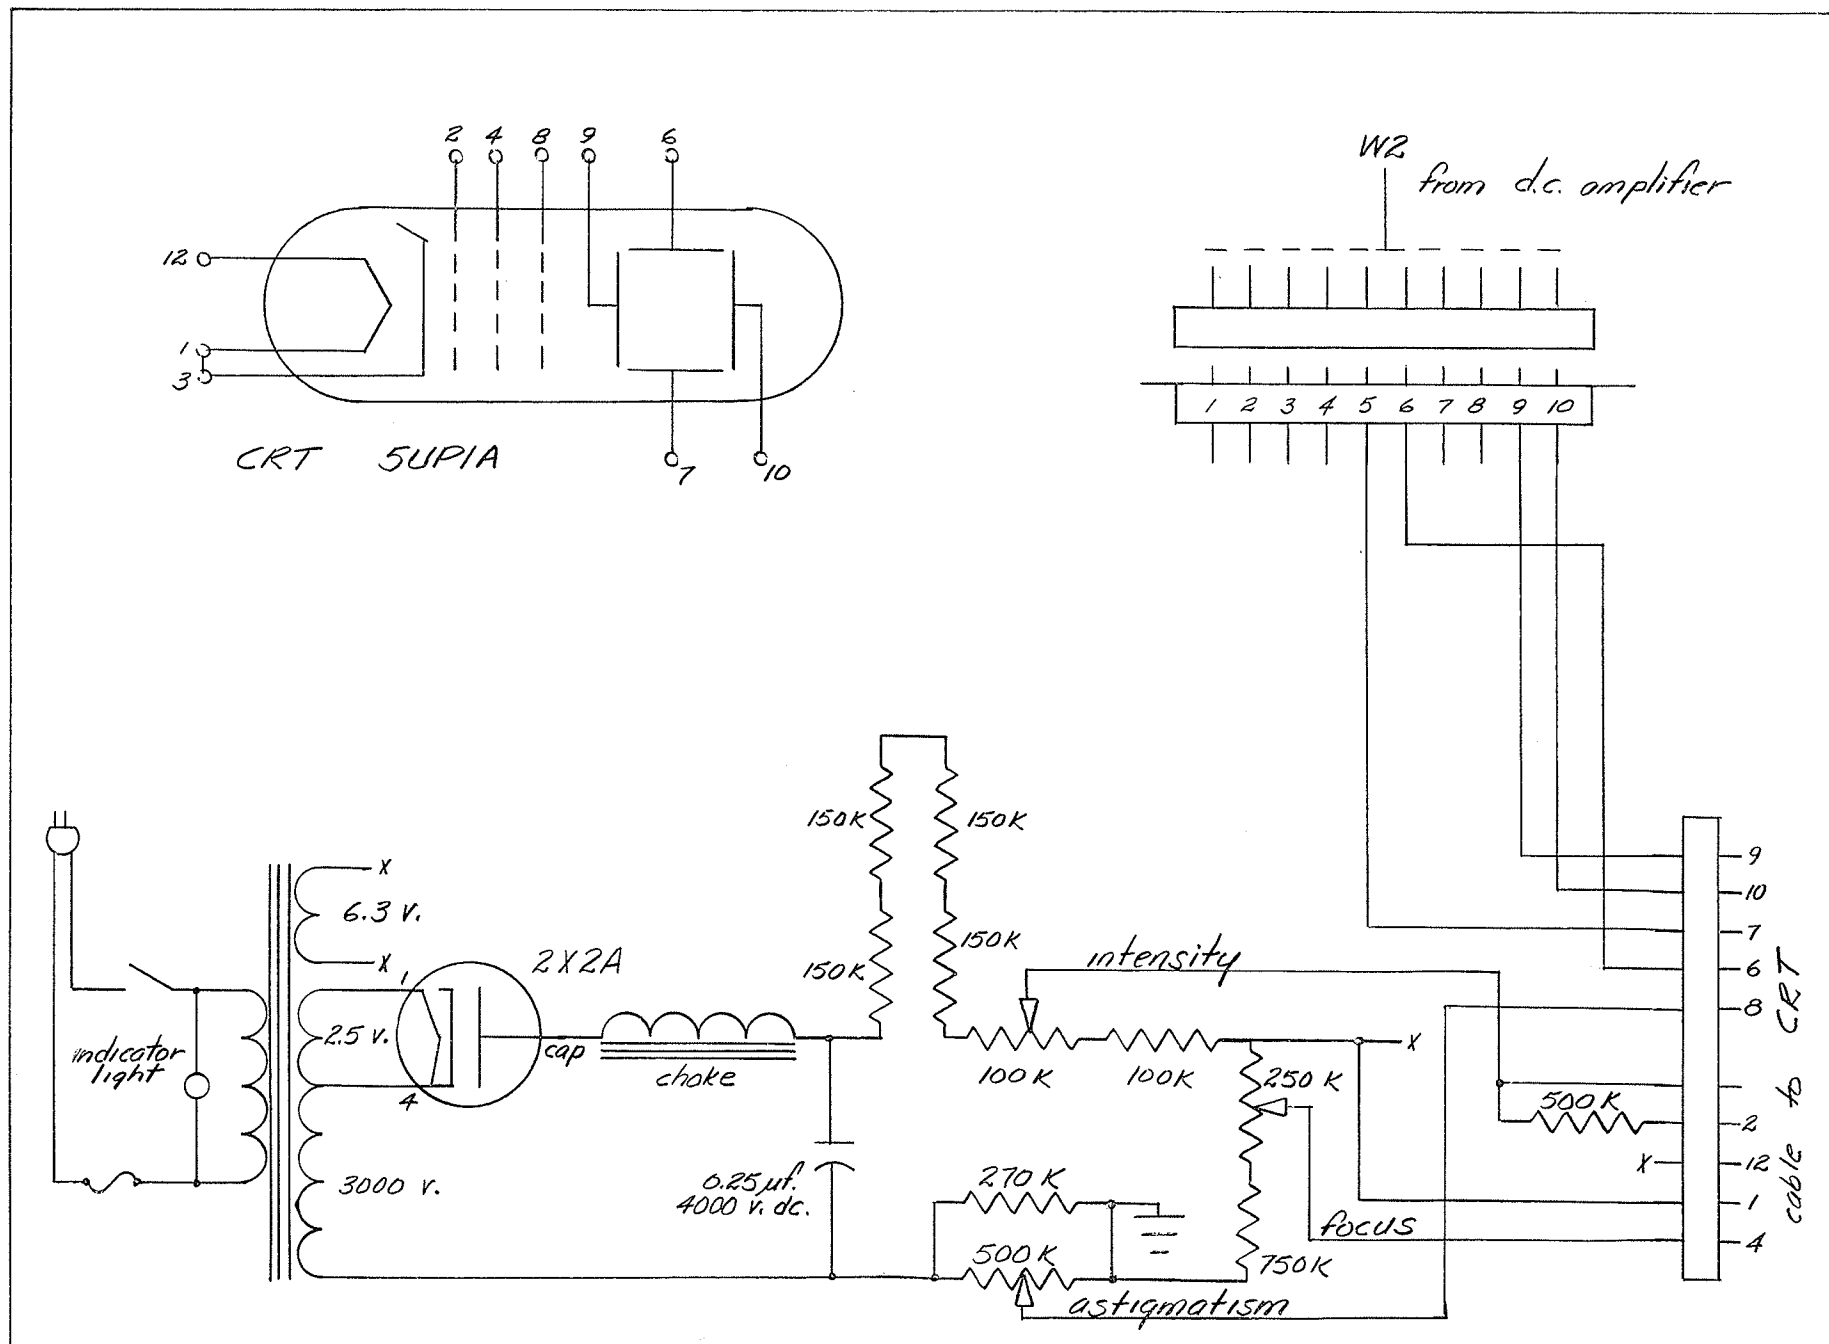 2 4 8 9 6
12
1
3
7 10
CRT 5UP1A
W2
from d.c. amplifier
1 2 3 4 5 6 7 8 9 10
150K 150K
150K 150K
x
6.3 v.
x
1
2X2A
2.5 v.
4
cap
choke
indicator
light
3000 v.
0.25 µf.
4000 v. dc.
intensity
100K 100K
x
250 K
270 K
500K
focus
750K
astigmatism
500K
9
10
7
6
8
2
x 12
1
4
cable to CRT